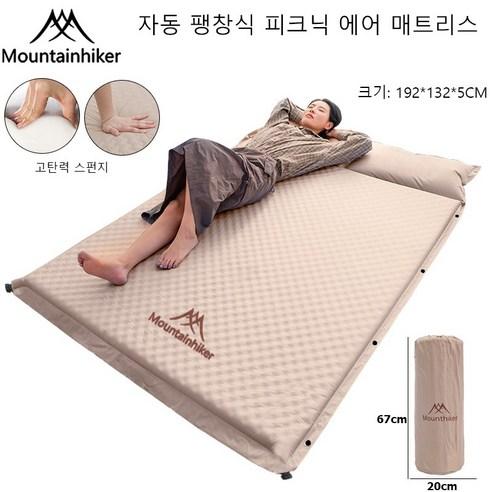 Mountainhiker
자동 팽창식 피크닉 에어 매트리스
크기: 192*132*5CM
고탄력 스펀지
Mountainhiker
67cm
Mounthiker
20cm